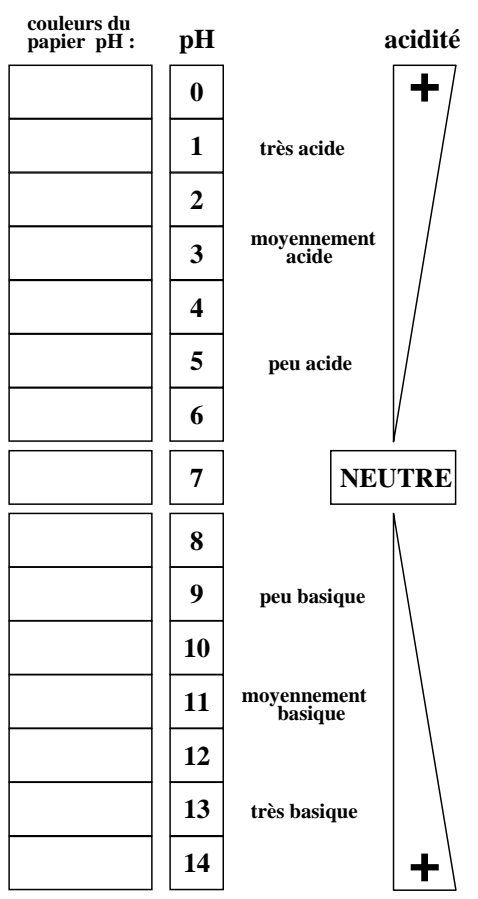 couleurs du
papier pH :
pH
acidité
0
+
1
très acide
2
moyennement
3
acide
4
5
peu acide
6
7
NEUTRE
8
9
peu basique
10
11
moyennement
basique
12
13
très basique
14
+